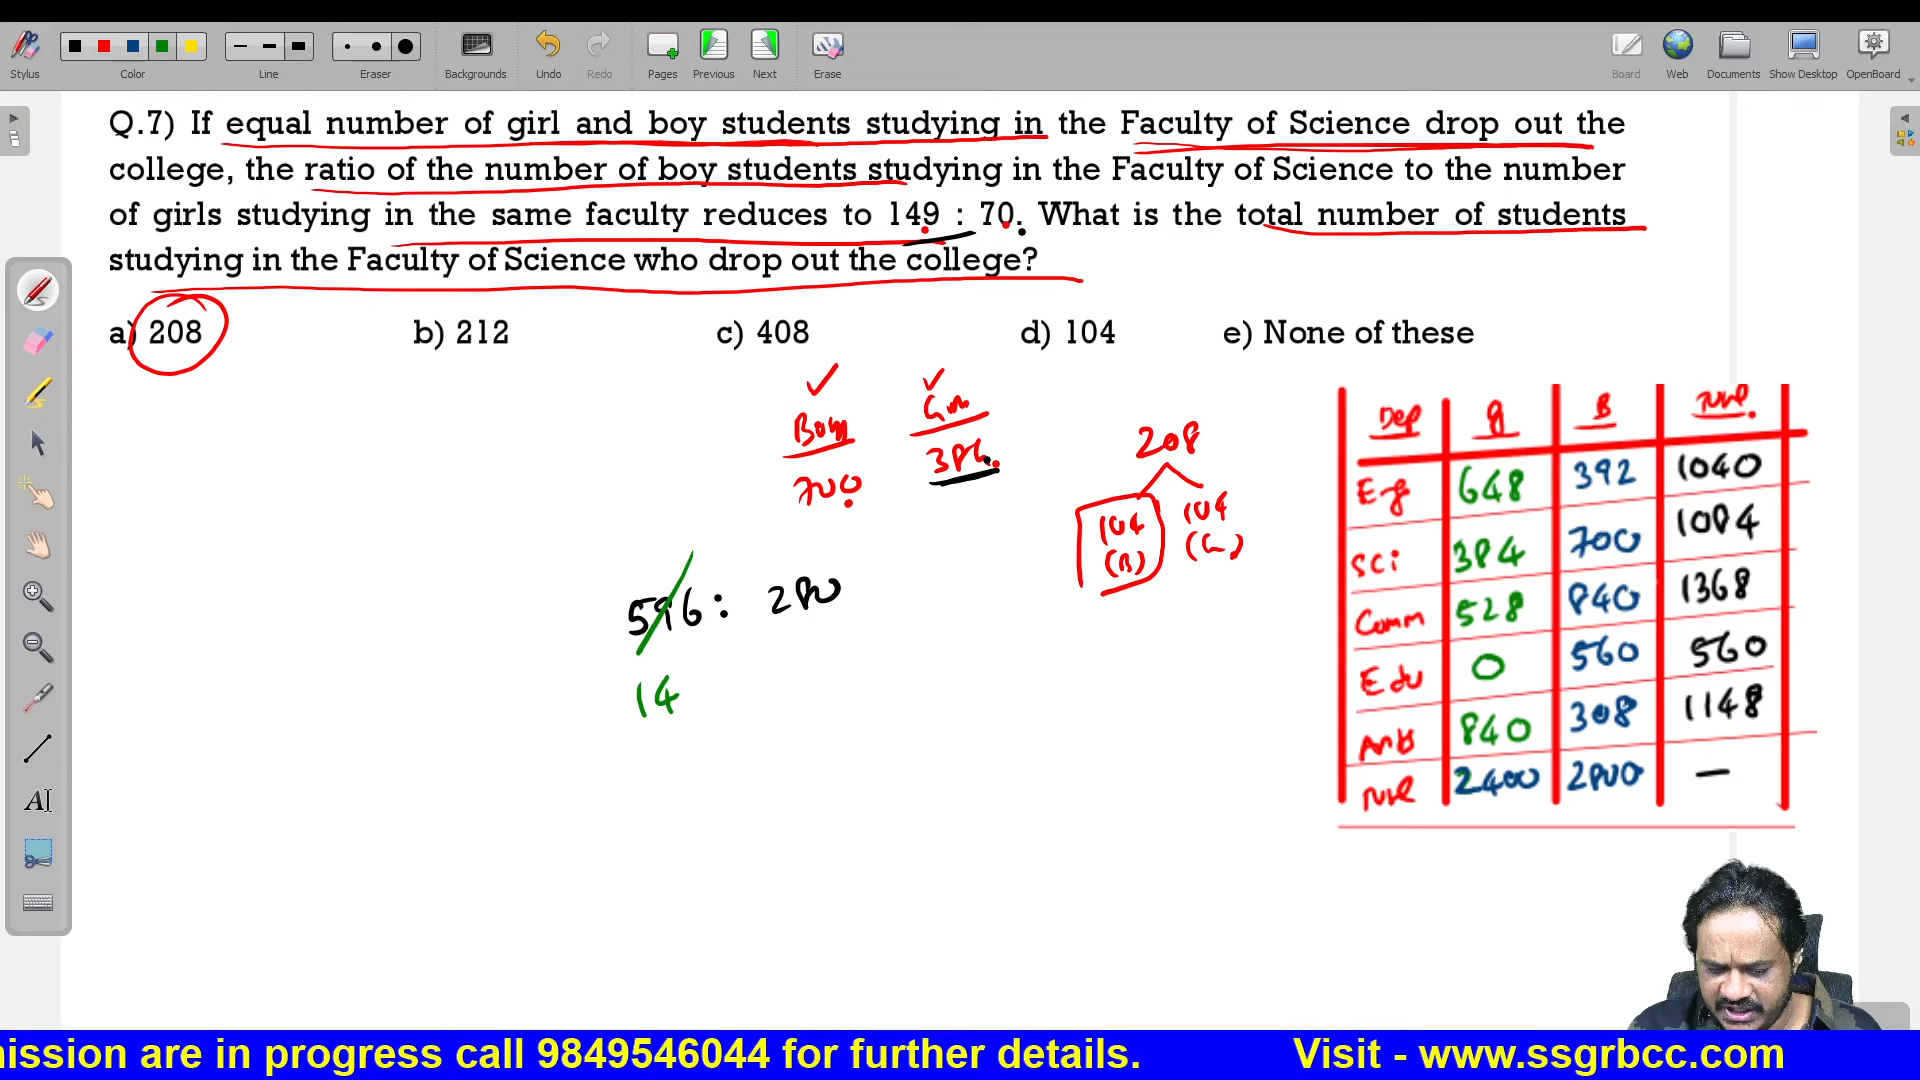 Stylus Color Line Eraser Backgrounds Undo Redo Pages Previous Next Erase Board Web Documents Show Desktop OpenBoard
Q.7) If equal number of girl and boy students studying in the Faculty of Science drop out the
college, the ratio of the number of boy students studying in the Faculty of Science to the number
of girls studying in the same faculty reduces to 149 : 70. What is the total number of students
studying in the Faculty of Science who drop out the college?
a) 208 b) 212 c) 408 d) 104 e) None of these
Boys
700
384
208
104 104
(B) (G)
596 : 280
14
Dep g B
Eg 648 392 1040
Sci 384 700 1084
Comm 528 840 1368
Edu 0 560 560
840 308 1148
2400 2800 —
AI
nission are in progress call 9849546044 for further details. Visit - www.ssgrbcc.com